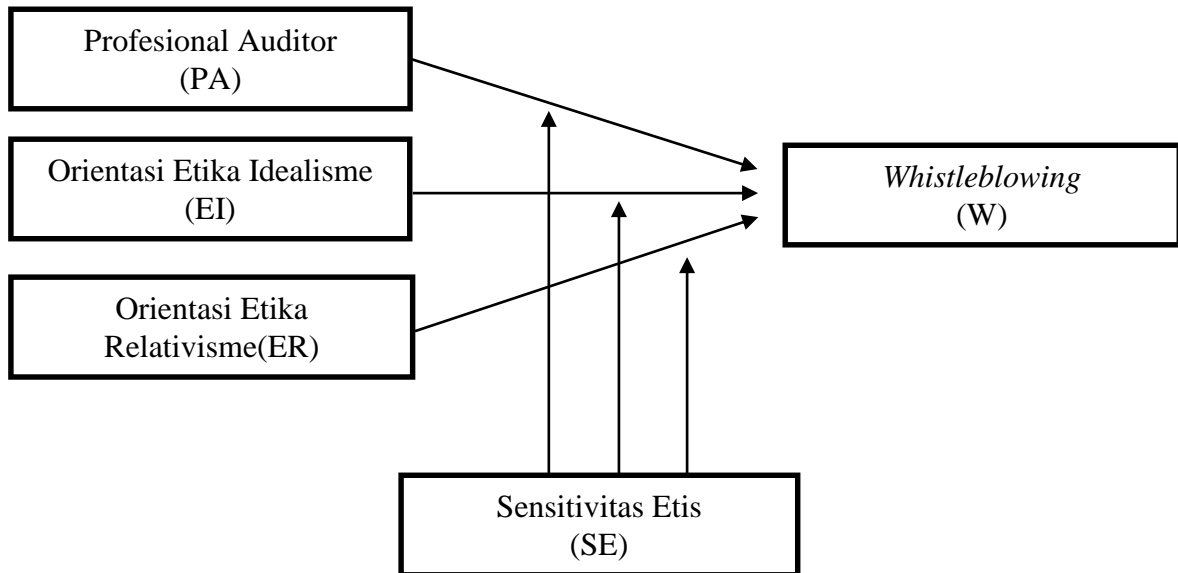 Profesional Auditor
(PA)
Orientasi Etika Idealisme
(EI)
Whistleblowing
(W)
Orientasi Etika
Relativisme(ER)
Sensitivitas Etis
(SE)